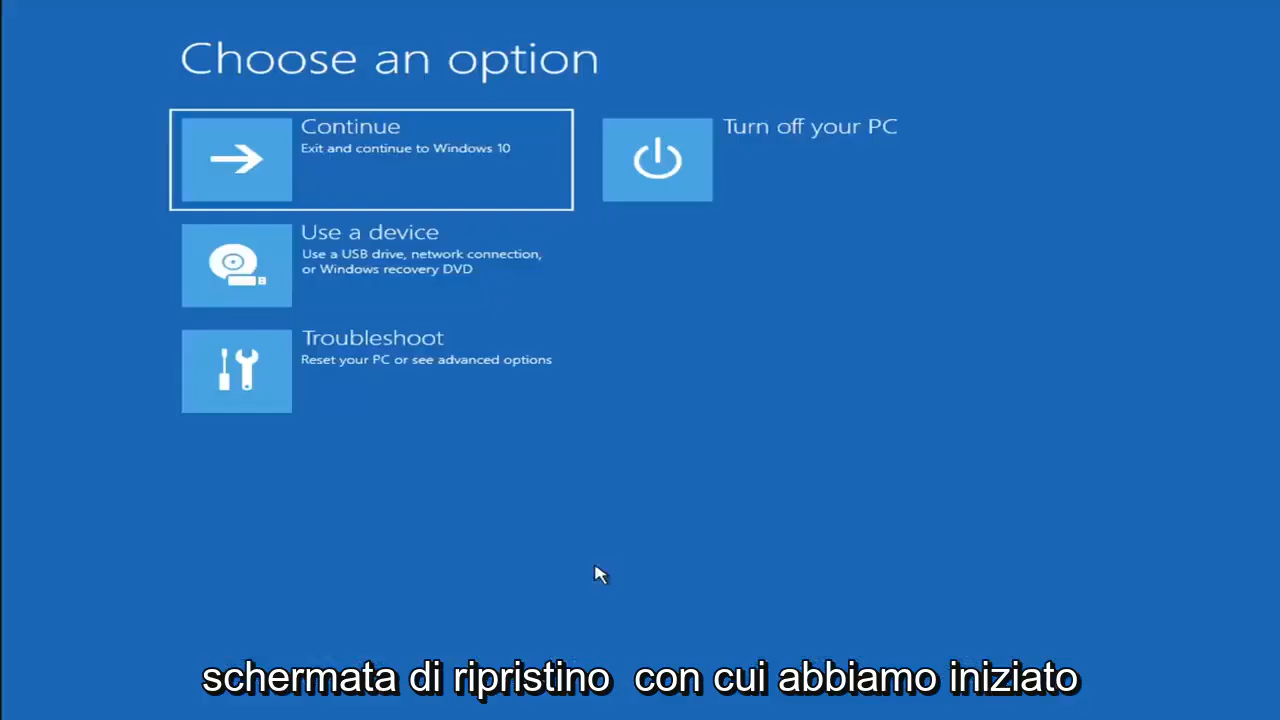 Choose an option
Continue
Exit and continue to Windows 10
Turn off your PC
Use a device
Use a USB drive, network connection,
or Windows recovery DVD
Troubleshoot
Reset your PC or see advanced options
schermata di ripristino  con cui abbiamo iniziato